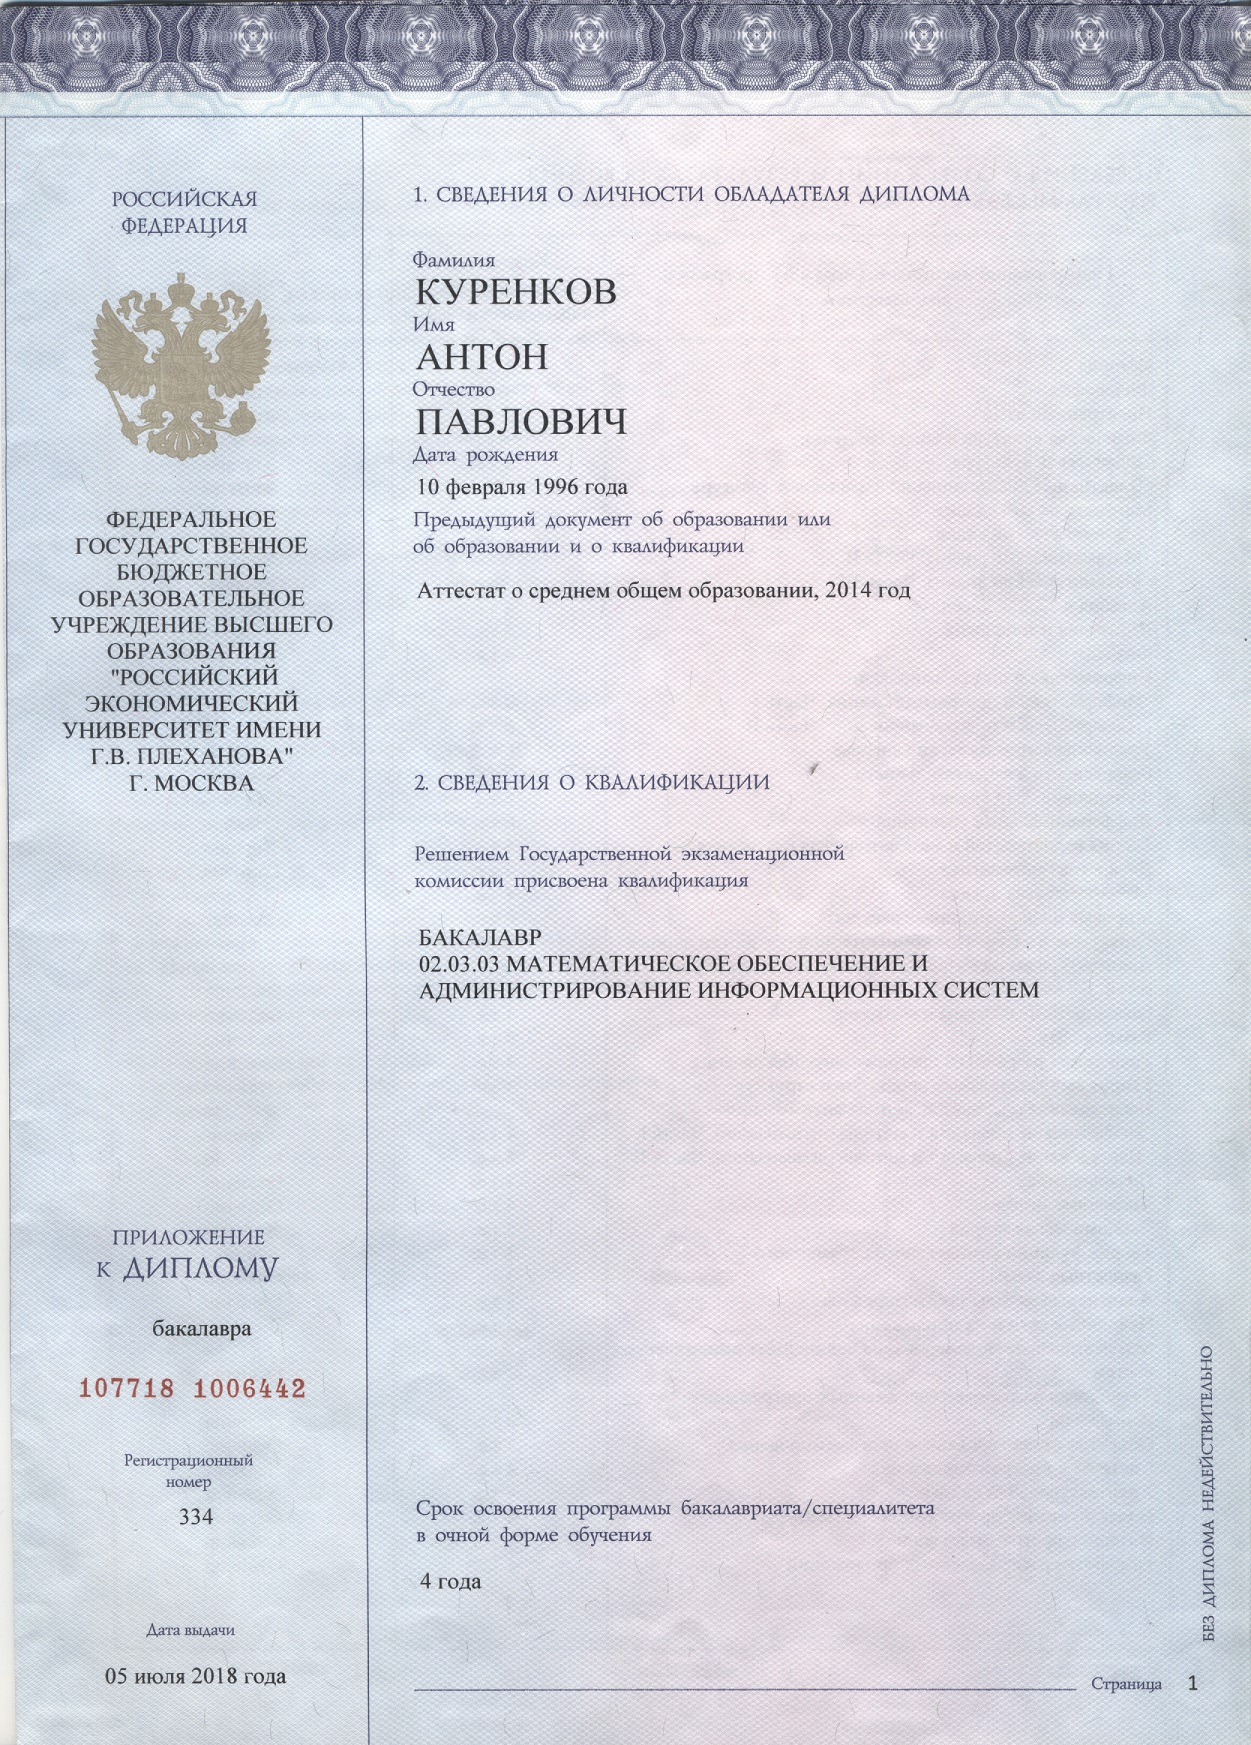 РОССИЙСКАЯ
ФЕДЕРАЦИЯ
ФЕДЕРАЛЬНОЕ
ГОСУДАРСТВЕННОЕ
БЮДЖЕТНОЕ
ОБРАЗОВАТЕЛЬНОЕ
УЧРЕЖДЕНИЕ ВЫСШЕГО
ОБРАЗОВАНИЯ
"РОССИЙСКИЙ
ЭКОНОМИЧЕСКИЙ
УНИВЕРСИТЕТ ИМЕНИ
Г.В. ПЛЕХАНОВА"
Г. МОСКВА
ПРИЛОЖЕНИЕ
К ДИПЛОМУ
бакалавра
107718 1006442
Регистрационный
номер
334
Дата выдачи
05 июля 2018 года
1. СВЕДЕНИЯ О ЛИЧНОСТИ ОБЛАДАТЕЛЯ ДИПЛОМА
Фамилия
КУРЕНКОВ
Имя
АНТОН
Отчество
ПАВЛОВИЧ
Дата рождения
10 февраля 1996 года
Предыдущий документ об образовании или
об образовании и о квалификации
Аттестат о среднем общем образовании, 2014 год
2. СВЕДЕНИЯ О КВАЛИФИКАЦИИ
Решением Государственной экзаменационной
комиссии присвоена квалификация
БАКАЛАВР
02.03.03 МАТЕМАТИЧЕСКОЕ ОБЕСПЕЧЕНИЕ И
АДМИНИСТРИРОВАНИЕ ИНФОРМАЦИОННЫХ СИСТЕМ
Срок освоения программы бакалавриата/специалитета
в очной форме обучения
4 года
Страница 1
БЕЗ ДИПЛОМА НЕДЕЙСТВИТЕЛЬНО